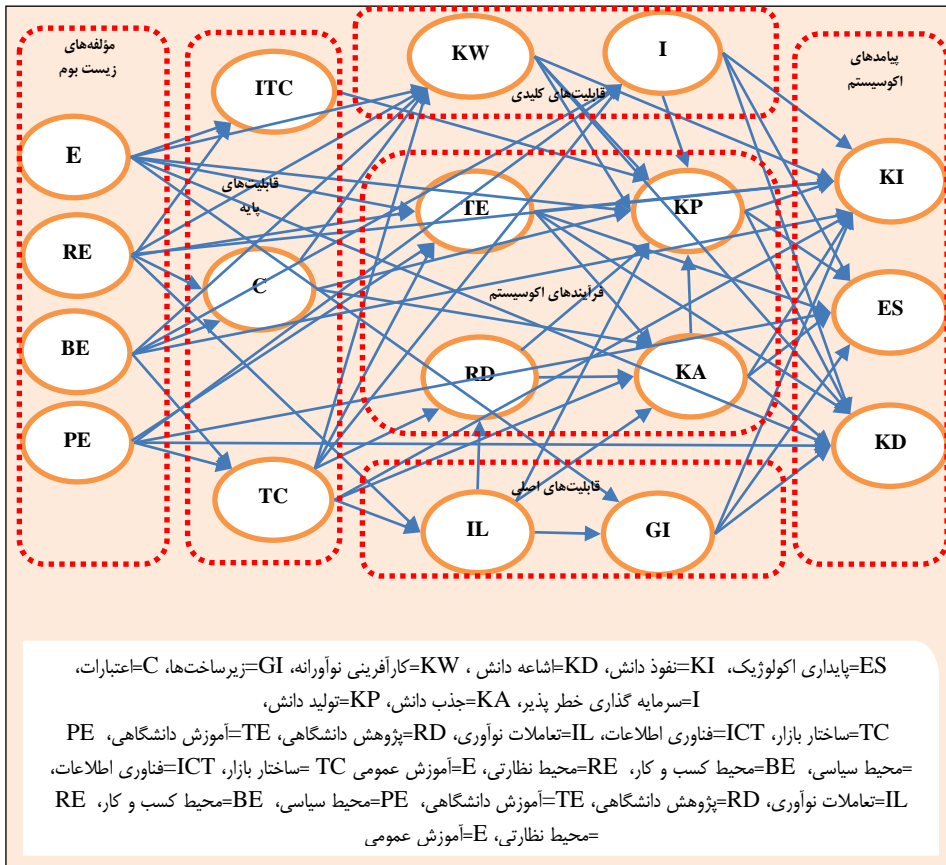 مؤلفه‌های
زیست بوم
E
RE
BE
PE
ITC
قابلیت‌های
پایه
C
TC
KW
I
قابلیت‌های کلیدی
TE
KP
فرآیندهای اکوسیستم
RD
KA
قابلیت‌های اصلی
IL
GI
پیامدهای
اکوسیستم
KI
ES
KD
ES=پایداری اکولوژیک، KI=نفوذ دانش، KD=اشاعه دانش ، KW=کارآفرینی نوآورانه، GI=زیرساخت‌ها، C=اعتبارات،
I=سرمایه گذاری خطر پذیر، KA=جذب دانش، KP=تولید دانش،
TC=ساختار بازار، ICT=فناوری اطلاعات، IL=تعاملات نوآوری، RD=پژوهش دانشگاهی، TE=آموزش دانشگاهی، PE
=محیط سیاسی، BE=محیط کسب و کار، RE=محیط نظارتی، E=آموزش عمومی TC =ساختار بازار، ICT=فناوری اطلاعات،
IL=تعاملات نوآوری، RD=پژوهش دانشگاهی، TE=آموزش دانشگاهی، PE=محیط سیاسی، BE=محیط کسب و کار، RE
=محیط نظارتی، E=آموزش عمومی